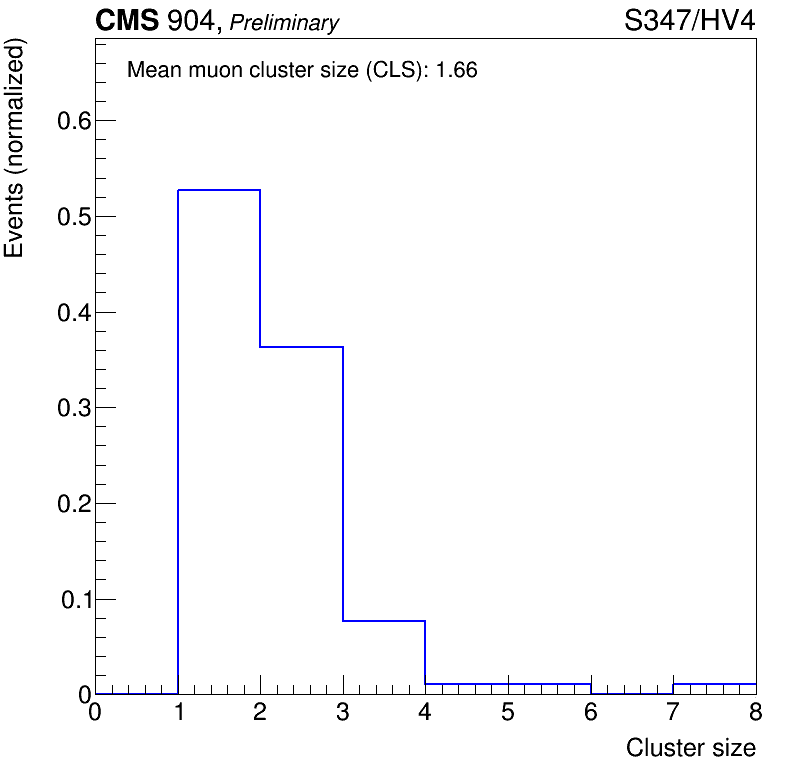 CMS 904, Preliminary S347/HV4
Mean muon cluster size (CLS): 1.66
Events (normalized)
0.6
0.5
0.4
0.3
0.2
0.1
0
0 1 2 3 4 5 6 7 8
Cluster size